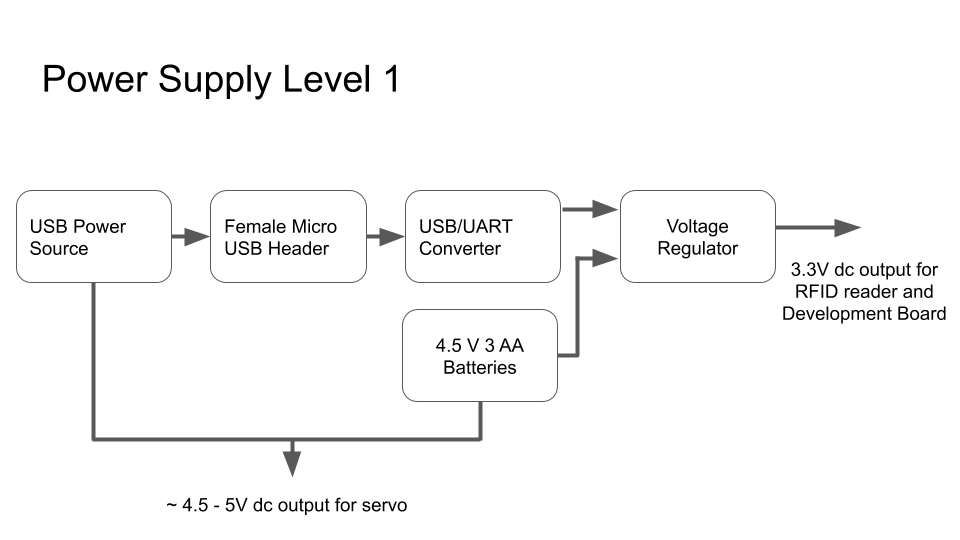 Power Supply Level 1
USB Power
Source
Female Micro
USB Header
USB/UART
Converter
Voltage
Regulator
3.3V dc output for
RFID reader and
Development Board
4.5 V 3 AA
Batteries
~ 4.5 - 5V dc output for servo